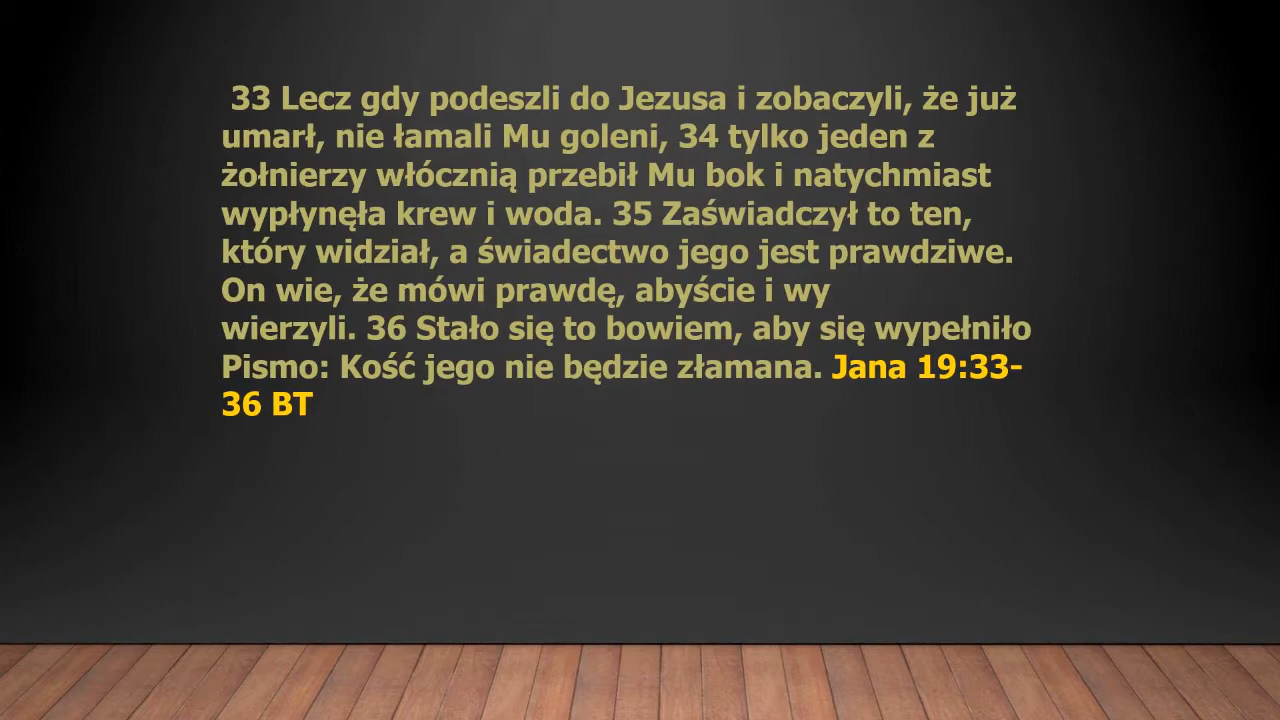 33 Lecz gdy podeszli do Jezusa i zobaczyli, że już
umarł, nie łamali Mu goleni, 34 tylko jeden z
żołnierzy włócznią przebił Mu bok i natychmiast
wypłynęła krew i woda. 35 Zaświadczył to ten,
który widział, a świadectwo jego jest prawdziwe.
On wie, że mówi prawdę, abyście i wy
wierzyli. 36 Stało się to bowiem, aby się wypełniło
Pismo: Kość jego nie będzie złamana. Jana 19:33-
36 BT